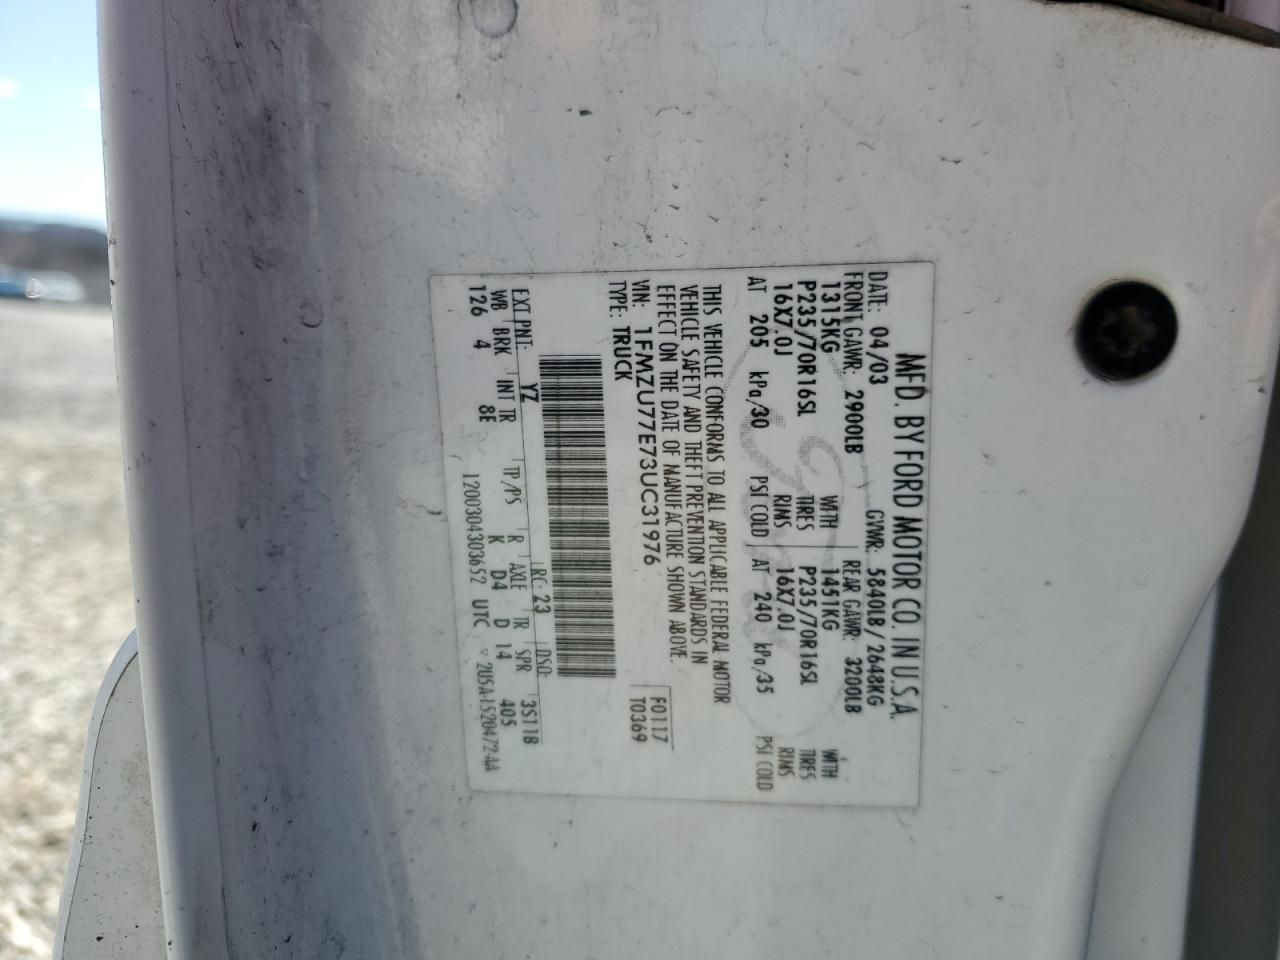 MFD. BY FORD MOTOR CO. IN U.S.A.
DATE: 04/03 GVWR: 5840LB/2648KG
FRONT GAWR: 2900LB REAR GAWR: 3200LB
1315KG WITH 1451KG WITH
P235/70R16SL TIRES P235/70R16SL TIRES
16X7.0J RIMS 16X7.0J RIMS
AT 205 kPa/30 PSI COLD AT 240 kPa/35 PSI COLD
THIS VEHICLE CONFORMS TO ALL APPLICABLE FEDERAL MOTOR
VEHICLE SAFETY AND THEFT PREVENTION STANDARDS IN
EFFECT ON THE DATE OF MANUFACTURE SHOWN ABOVE.
VIN: 1FMZU77E73UC31976 F0117
TYPE: TRUCK T0369
EXT PNT: YZ RC: 23 DSO: 3S11B
WB BRK INT TR TP/PS R AXLE TR SPR
126 4 8E K D4 D 14 405
1200304303652 UTC ▽ 2U5A-1520472-AA